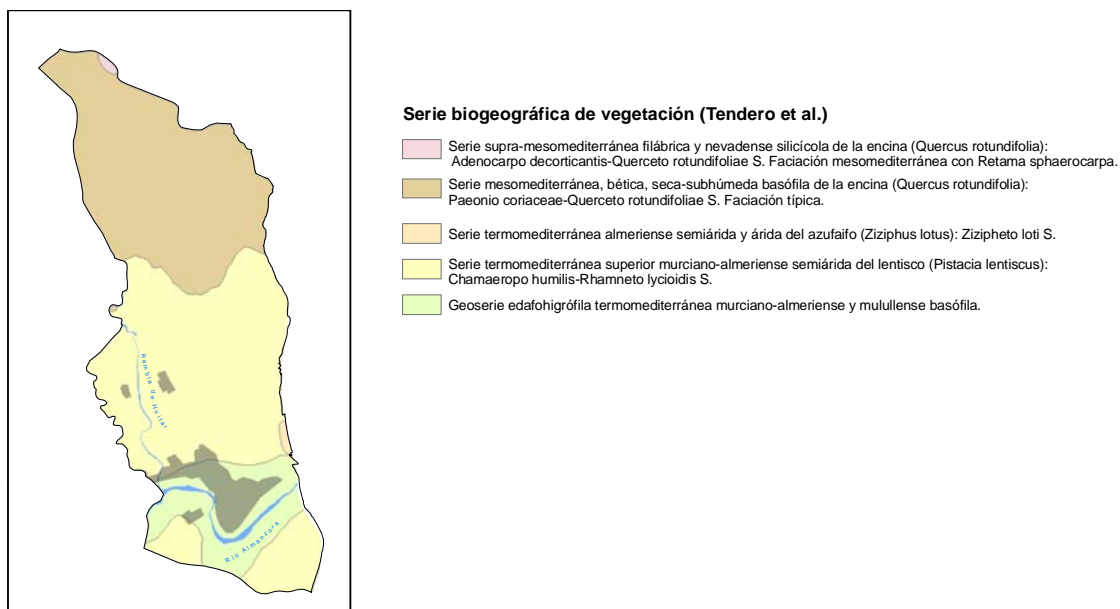 Serie biogeográfica de vegetación (Tendero et al.)
Serie supra-mesomediterránea filábrica y nevadense silicícola de la encina (Quercus rotundifolia):
Adenocarpo decorticantis-Querceto rotundifoliae S. Faciación mesomediterránea con Retama sphaerocarpa.
Serie mesomediterránea, bética, seca-subhúmeda basófila de la encina (Quercus rotundifolia):
Paeonio coriaceae-Querceto rotundifoliae S. Faciación típica.
Serie termomediterránea almeriense semiárida y árida del azufaifo (Ziziphus lotus): Zizipheto loti S.
Serie termomediterránea superior murciano-almeriense semiárida del lentisco (Pistacia lentiscus):
Chamaeropo humilis-Rhamneto lycioidis S.
Geoserie edafohigrófila termomediterránea murciano-almeriense y mulullense basófila.
Rambla de Huitar
Río Almanzora